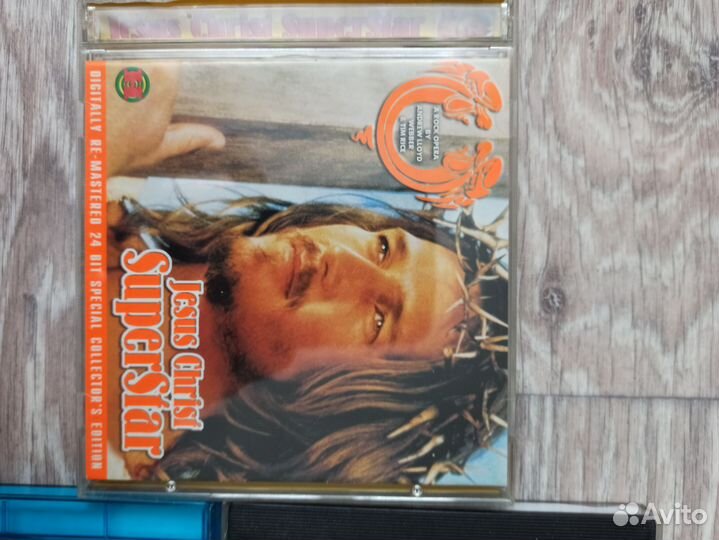 Jesus Christ Superstar
A ROCK OPERA
BY
ANDREW LLOYD
WEBBER
& TIM RICE
Jesus Christ
SuperStar
DIGITALLY RE-MASTERED 24 BIT SPECIAL COLLECTOR'S EDITION
Avito